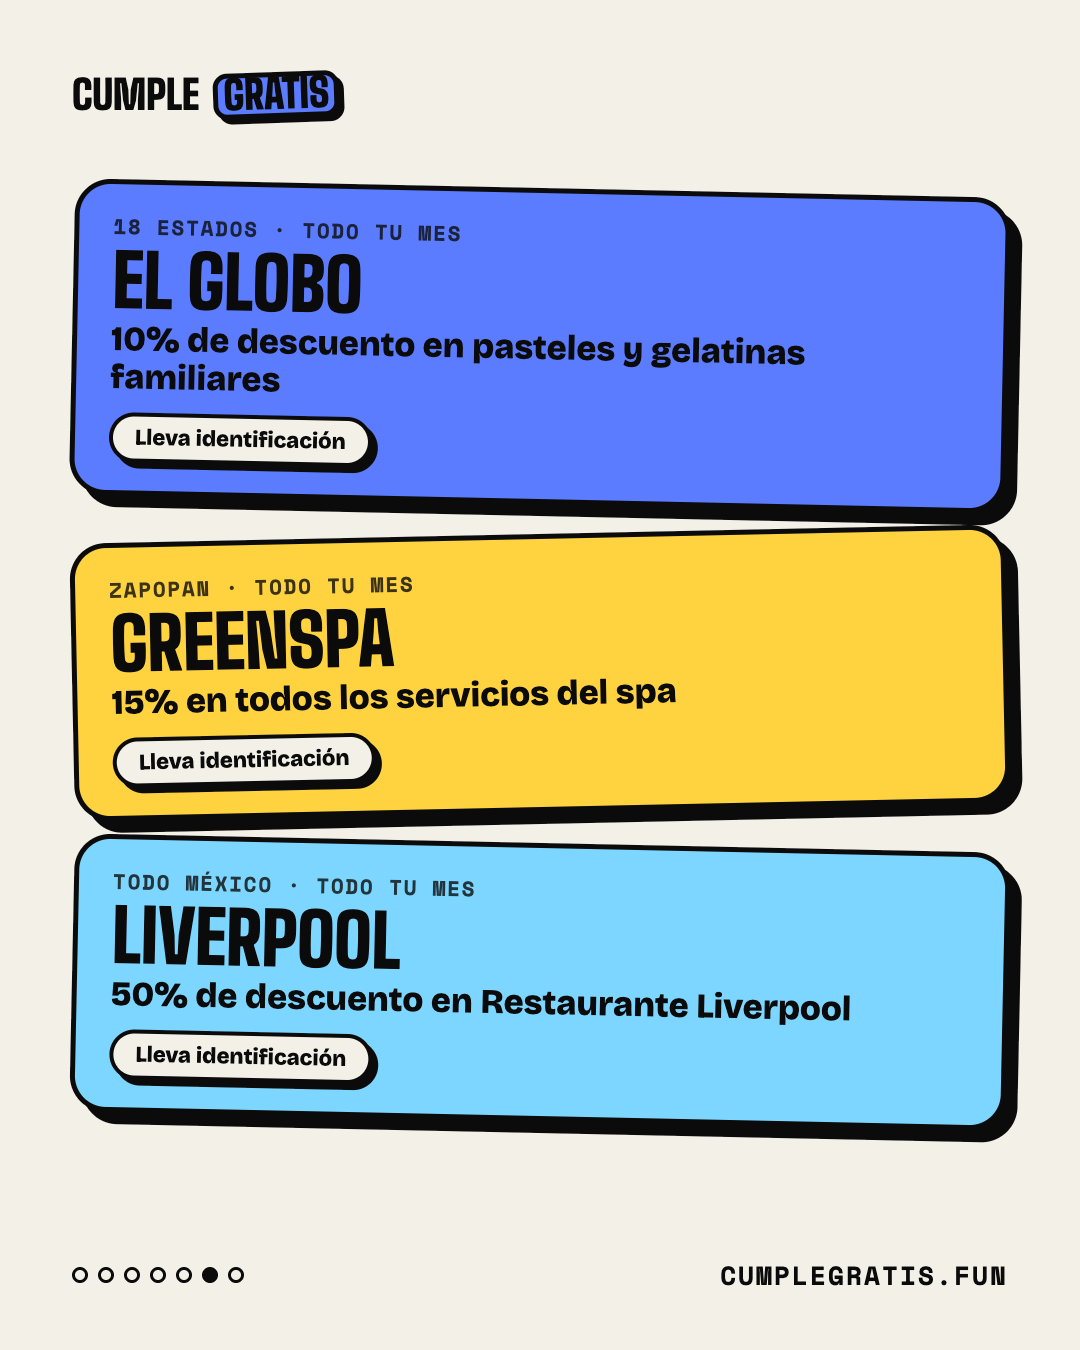 CUMPLE GRATIS
18 ESTADOS · TODO TU MES
EL GLOBO
10% de descuento en pasteles y gelatinas
familiares
Lleva identificación
ZAPOPAN · TODO TU MES
GREENSPA
15% en todos los servicios del spa
Lleva identificación
TODO MÉXICO · TODO TU MES
LIVERPOOL
50% de descuento en Restaurante Liverpool
Lleva identificación
CUMPLEGRATIS.FUN